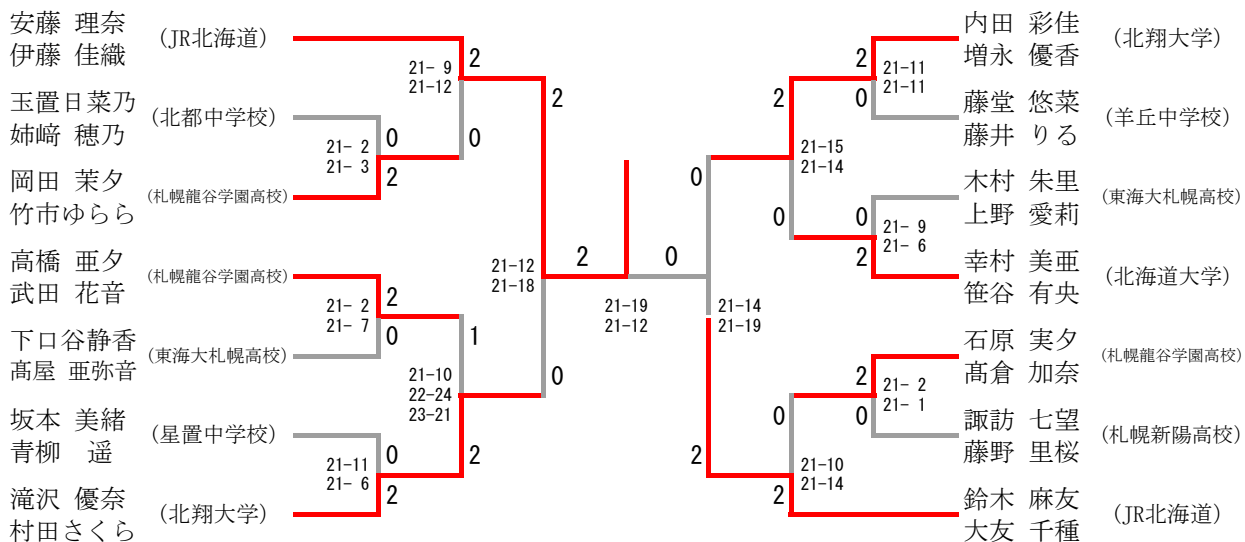 安藤 理奈
伊藤 佳織
(JR北海道)
玉置日菜乃
姉﨑 穂乃
(北都中学校)
岡田 茉夕
竹市ゆらら
(札幌龍谷学園高校)
高橋 亜夕
武田 花音
(札幌龍谷学園高校)
下口谷静香
髙屋 亜弥音
(東海大札幌高校)
坂本 美緒
青柳 遥
(星置中学校)
滝沢 優奈
村田さくら
(北翔大学)
2
21- 9
21-12
0
0
21- 2
21- 3
2
2
21- 2
21- 7
0
1
21-10
22-24
23-21
2
0
21-11
21- 6
2
2
21-12
21-18
0
2
0
21-19
21-12
0
21-14
21-19
2
2
21-15
21-14
0
2
21-11
21-11
0
0
21- 9
21- 6
2
2
21- 2
21- 1
0
0
21-10
21-14
2
内田 彩佳
増永 優香
(北翔大学)
藤堂 悠菜
藤井 りる
(羊丘中学校)
木村 朱里
上野 愛莉
(東海大札幌高校)
幸村 美亜
笹谷 有央
(北海道大学)
石原 実夕
髙倉 加奈
(札幌龍谷学園高校)
諏訪 七望
藤野 里桜
(札幌新陽高校)
鈴木 麻友
大友 千種
(JR北海道)